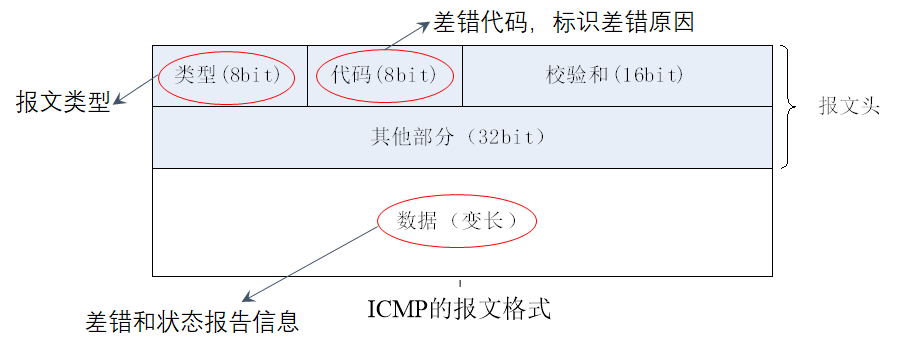 差错代码，标识差错原因
类型(8bit)
代码(8bit)
校验和(16bit)
报文类型
报文头
其他部分（32bit）
数据（变长）
差错和状态报告信息
ICMP的报文格式